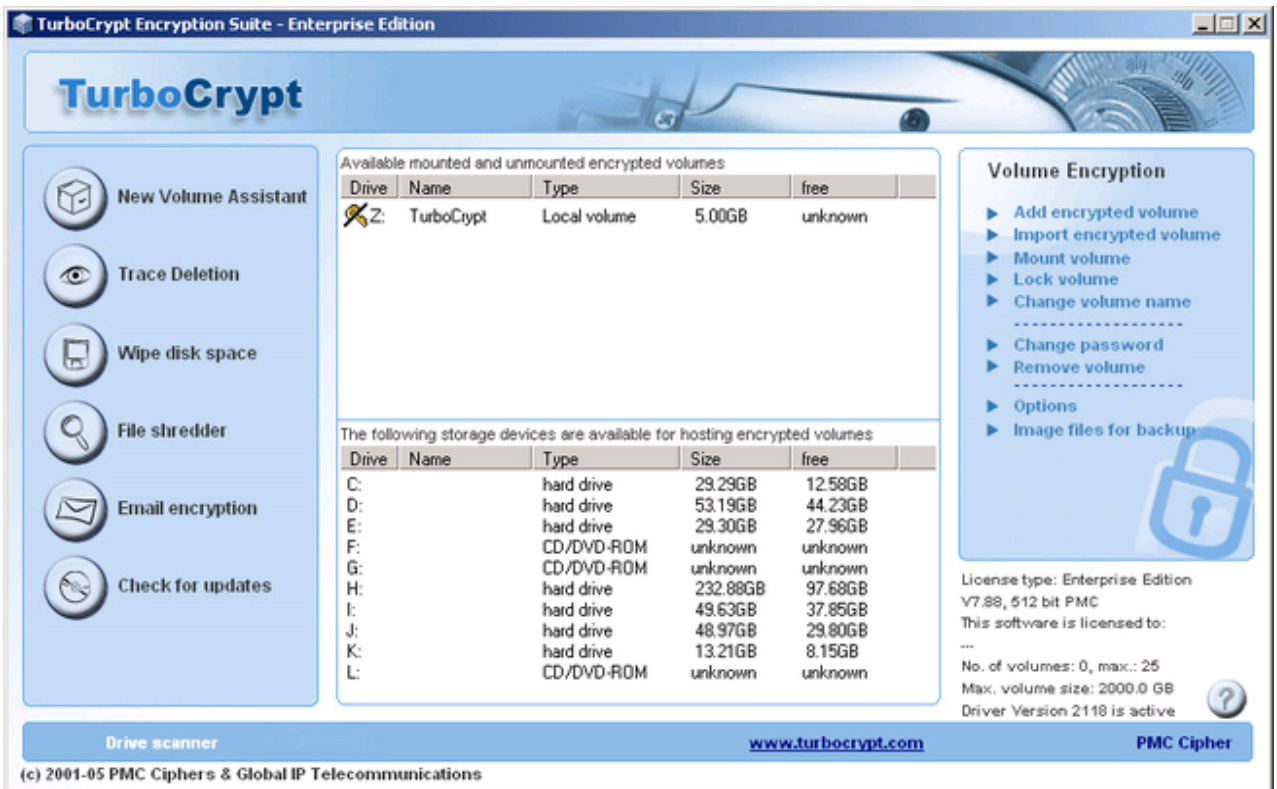 TurboCrypt Encryption Suite - Enterprise Edition
TurboCrypt
New Volume Assistant
Trace Deletion
Wipe disk space
File shredder
Email encryption
Check for updates
Available mounted and unmounted encrypted volumes
Drive Name Type Size free
Z: TurboCrypt Local volume 5.00GB unknown
The following storage devices are available for hosting encrypted volumes
Drive Name Type Size free
C: hard drive 29.29GB 12.58GB
D: hard drive 53.19GB 44.23GB
E: hard drive 29.30GB 27.96GB
F: CD/DVD-ROM unknown unknown
G: CD/DVD-ROM unknown unknown
H: hard drive 232.88GB 97.68GB
I: hard drive 49.63GB 37.85GB
J: hard drive 48.97GB 29.80GB
K: hard drive 13.21GB 8.15GB
L: CD/DVD-ROM unknown unknown
Volume Encryption
Add encrypted volume
Import encrypted volume
Mount volume
Lock volume
Change volume name
--------------------
Change password
Remove volume
--------------------
Options
Image files for backup
License type: Enterprise Edition
V7.88, 512 bit PMC
This software is licensed to:
...
No. of volumes: 0, max.: 25
Max. volume size: 2000.0 GB
Driver Version 2118 is active
?
Drive scanner
www.turbocrypt.com
PMC Cipher
(c) 2001-05 PMC Ciphers & Global IP Telecommunications